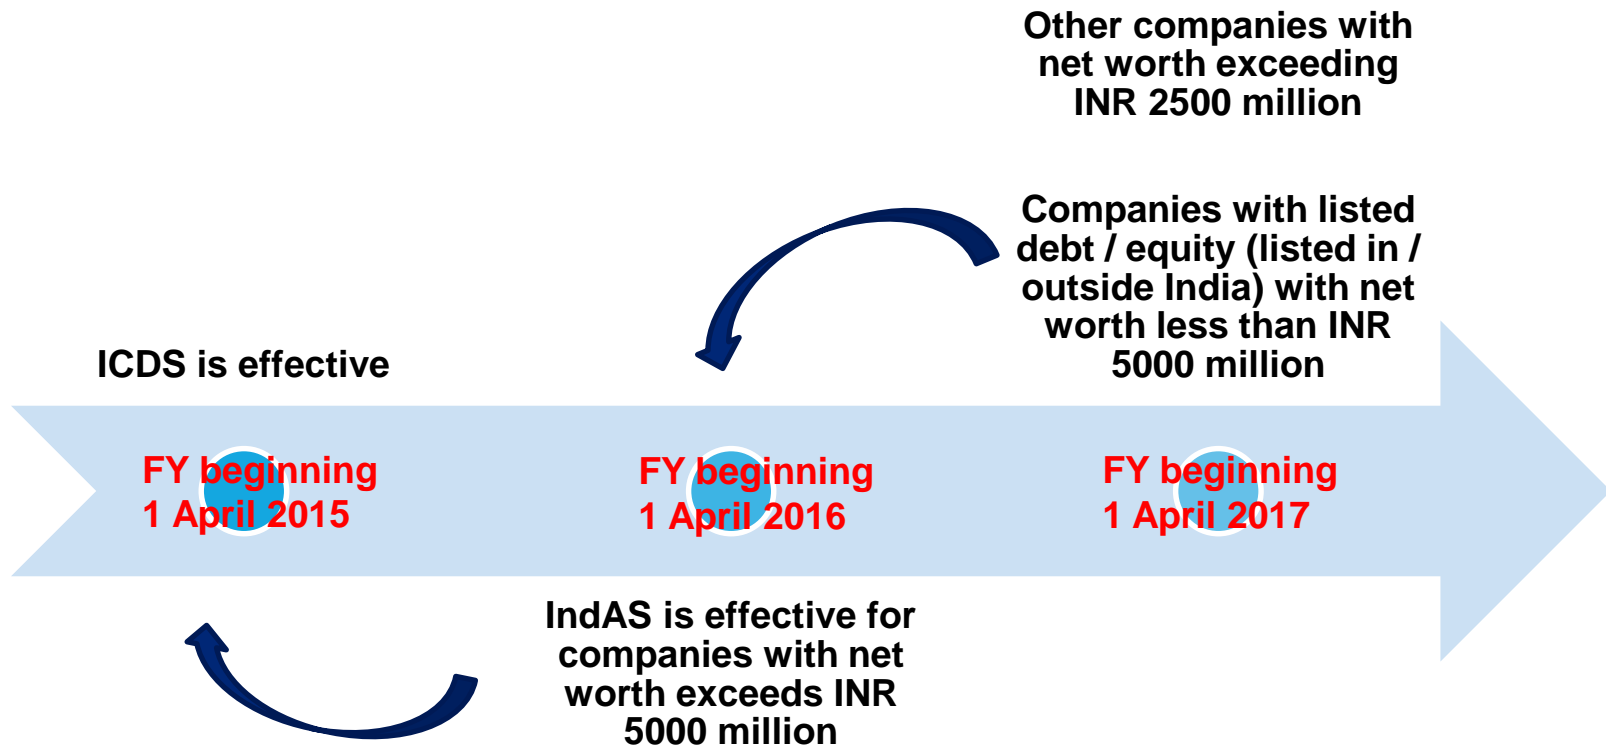 Other companies with
net worth exceeding
INR 2500 million
Companies with listed
debt / equity (listed in /
outside India) with net
worth less than INR
5000 million
ICDS is effective
FY beginning
1 April 2015
FY beginning
1 April 2016
FY beginning
1 April 2017
IndAS is effective for
companies with net
worth exceeds INR
5000 million